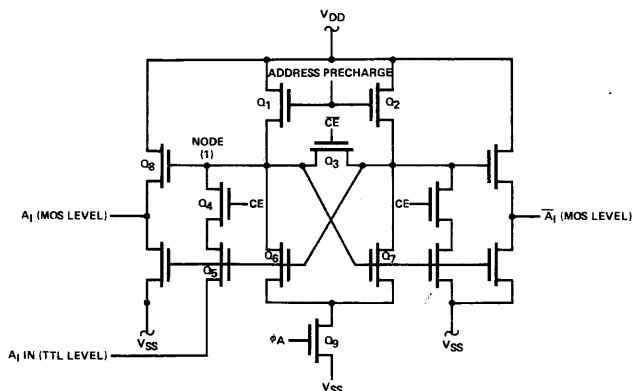 VDD
ADDRESS PRECHARGE
Q1
Q2
CE
NODE
(1)
Q3
Q8
Q4
CE
CE
AI (MOS LEVEL)
AI (MOS LEVEL)
Q5
Q6
Q7
VSS
VSS
ϕA
Q9
AI IN (TTL LEVEL)
VSS